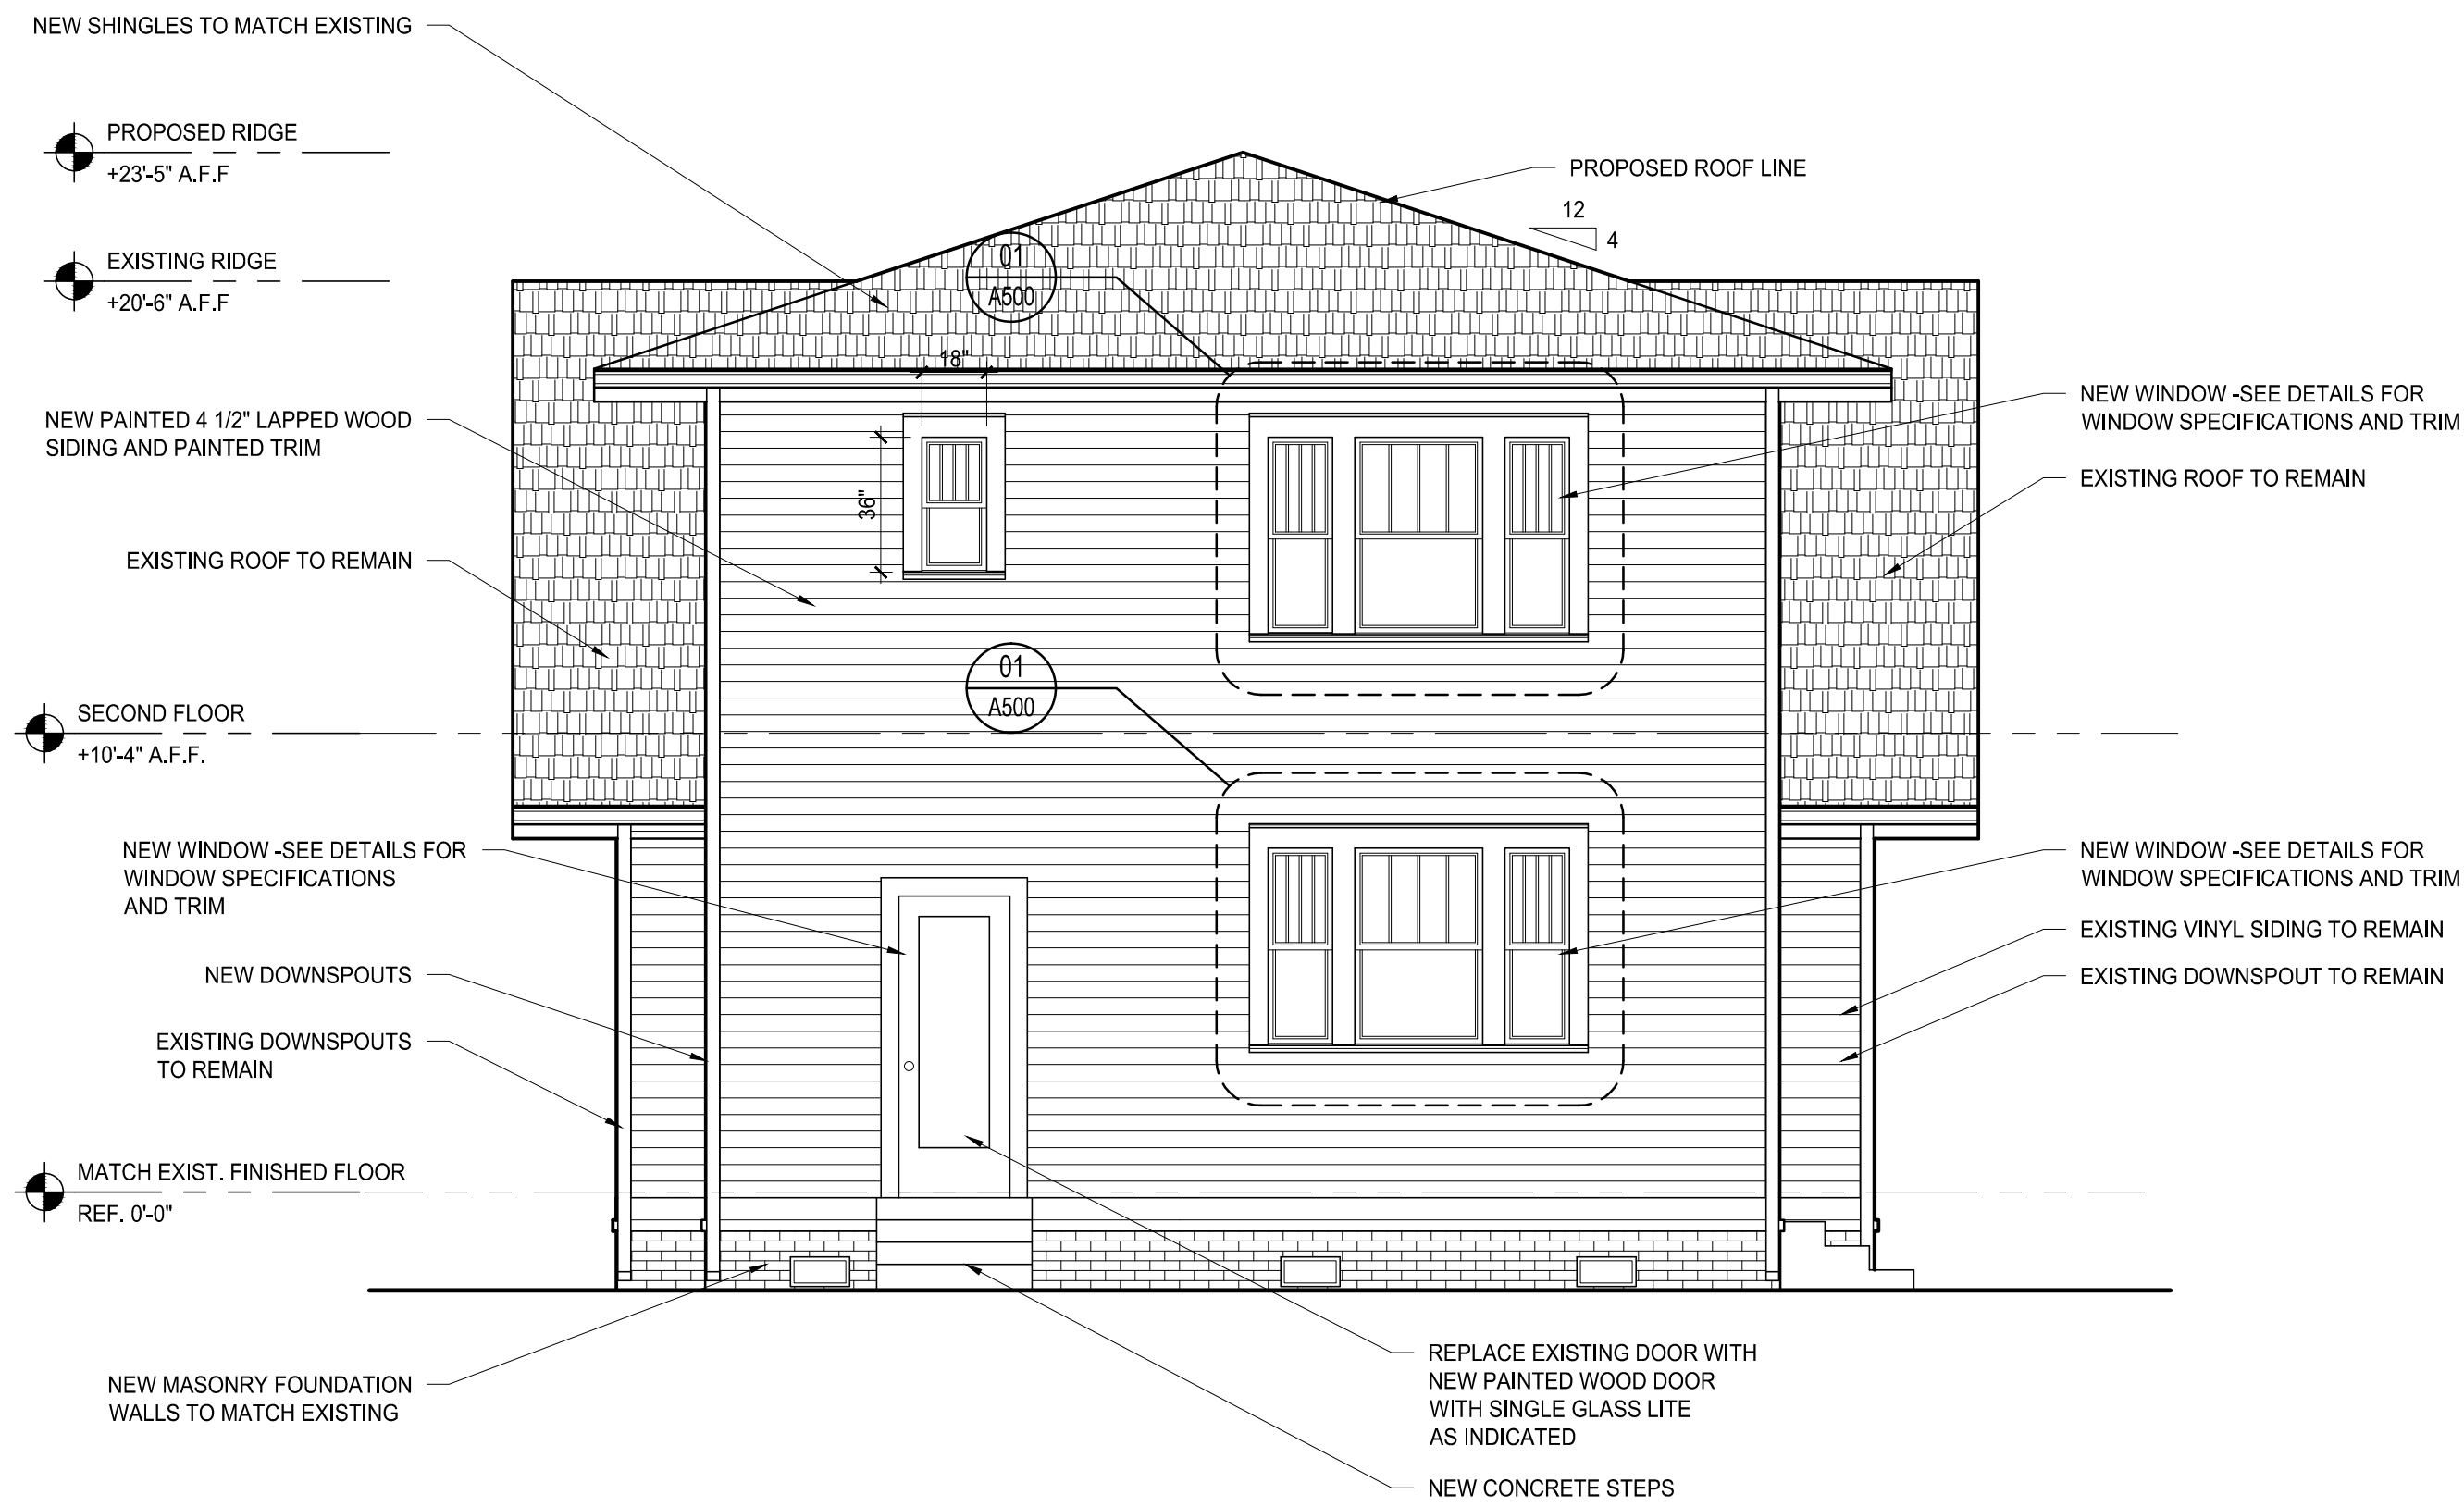 NEW SHINGLES TO MATCH EXISTING
PROPOSED RIDGE
+23'-5" A.F.F
EXISTING RIDGE
+20'-6" A.F.F
NEW PAINTED 4 1/2" LAPPED WOOD
SIDING AND PAINTED TRIM
EXISTING ROOF TO REMAIN
SECOND FLOOR
+10'-4" A.F.F.
NEW WINDOW -SEE DETAILS FOR
WINDOW SPECIFICATIONS
AND TRIM
NEW DOWNSPOUTS
EXISTING DOWNSPOUTS
TO REMAIN
MATCH EXIST. FINISHED FLOOR
REF. 0'-0"
NEW MASONRY FOUNDATION
WALLS TO MATCH EXISTING
01
A500
18"
36"
01
A500
PROPOSED ROOF LINE
12
4
NEW WINDOW -SEE DETAILS FOR
WINDOW SPECIFICATIONS AND TRIM
EXISTING ROOF TO REMAIN
NEW WINDOW -SEE DETAILS FOR
WINDOW SPECIFICATIONS AND TRIM
EXISTING VINYL SIDING TO REMAIN
EXISTING DOWNSPOUT TO REMAIN
REPLACE EXISTING DOOR WITH
NEW PAINTED WOOD DOOR
WITH SINGLE GLASS LITE
AS INDICATED
NEW CONCRETE STEPS